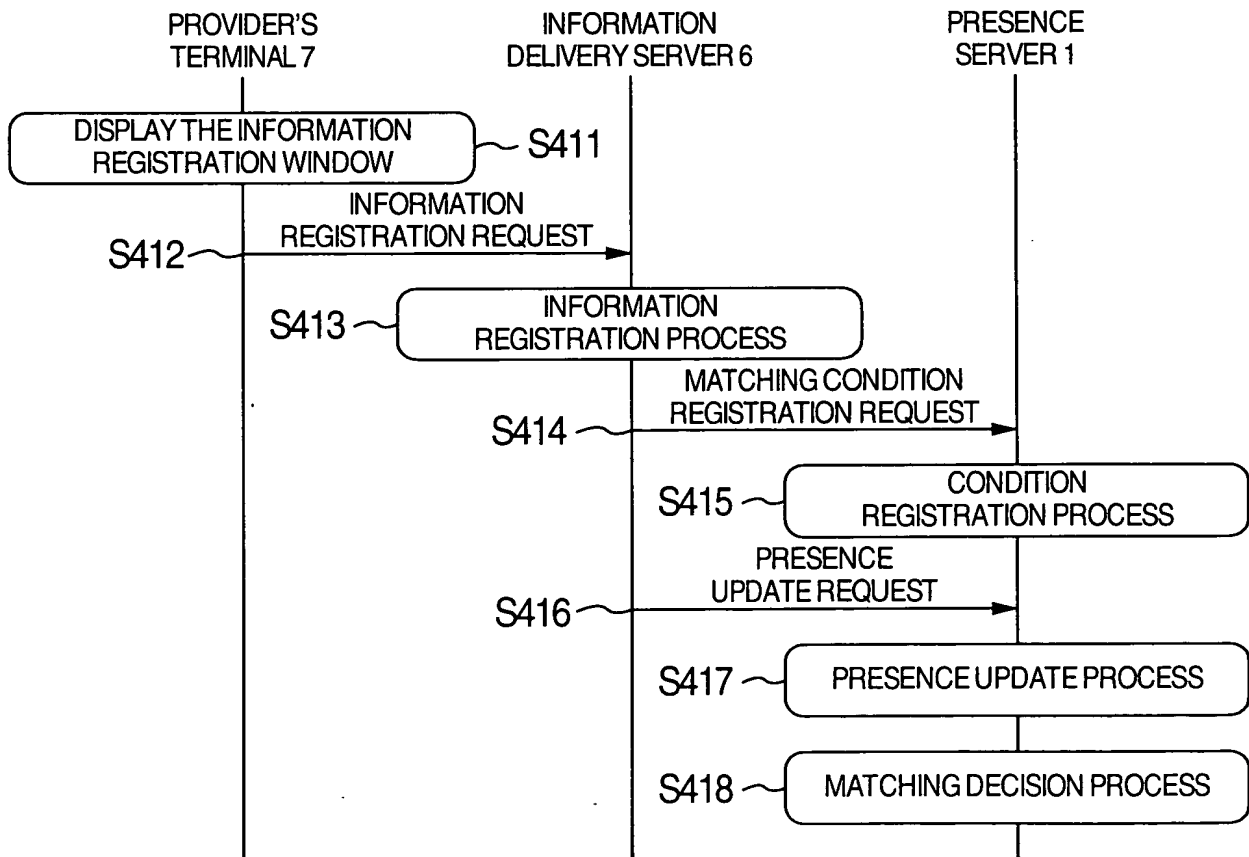 PROVIDER'S
TERMINAL 7
INFORMATION
DELIVERY SERVER 6
PRESENCE
SERVER 1
DISPLAY THE INFORMATION
REGISTRATION WINDOW
S411
INFORMATION
REGISTRATION REQUEST
S412
INFORMATION
REGISTRATION PROCESS
S413
MATCHING CONDITION
REGISTRATION REQUEST
S414
CONDITION
REGISTRATION PROCESS
S415
PRESENCE
UPDATE REQUEST
S416
S417
PRESENCE UPDATE PROCESS
S418
MATCHING DECISION PROCESS